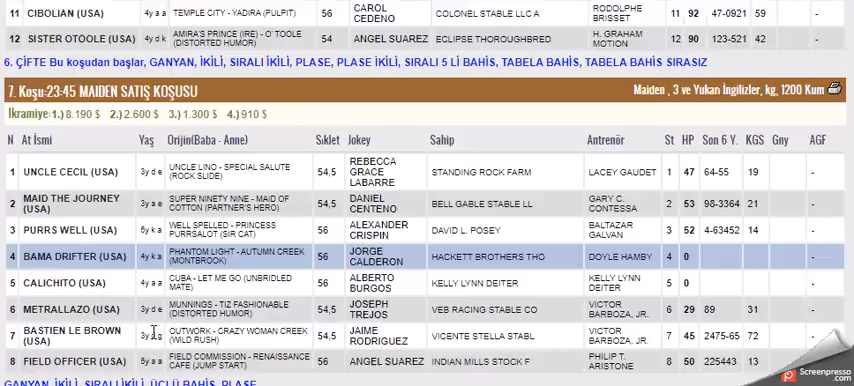 11 CIBOLIAN (USA) 4y a a TEMPLE CITY - YADIRA (PULPIT) 56 CAROL CEDENO COLONEL STABLE LLC A RODOLPHE BRISSET 11 92 47-0921 59 -
12 SISTER OTOOLE (USA) 4y d k AMIRA'S PRINCE (IRE) - O' TOOLE (DISTORTED HUMOR) 54 ANGEL SUAREZ ECLIPSE THOROUGHBRED H. GRAHAM MOTION 12 90 123-521 42 -
6. ÇİFTE Bu koşudan başlar, GANYAN, İKİLİ, SIRALI İKİLİ, PLASE, PLASE İKİLİ, SIRALI 5 Lİ BAHİS, TABELA BAHİS, TABELA BAHİS SIRASIZ
7. Koşu:23:45 MAIDEN SATIŞ KOŞUSU Maiden , 3 ve Yukarı İngilizler, kg, 1200 Kum
İkramiye:1.) 8.190 $ 2.) 2.600 $ 3.) 1.300 $ 4.) 910 $
N At İsmi Yaş Orijin(Baba - Anne) Sıklet Jokey Sahip Antrenör St HP Son 6 Y. KGS Gny AGF
1 UNCLE CECIL (USA) 3y d e UNCLE LINO - SPECIAL SALUTE (ROCK SLIDE) 54,5 REBECCA GRACE LABARRE STANDING ROCK FARM LACEY GAUDET 1 47 64-55 19 -
2 MAID THE JOURNEY (USA) 3y a e SUPER NINETY NINE - MAID OF COTTON (PARTNER'S HERO) 54,5 DANIEL CENTENO BELL GABLE STABLE LL GARY C. CONTESSA 2 53 98-3364 21 -
3 PURRS WELL (USA) 5y k a WELL SPELLED - PRINCESS PURRSALOT (SIR CAT) 56 ALEXANDER CRISPIN DAVID L. POSEY BALTAZAR GALVAN 3 52 4-63452 14 -
4 BAMA DRIFTER (USA) 4y k a PHANTOM LIGHT - AUTUMN CREEK (MONTBROOK) 56 JORGE CALDERON HACKETT BROTHERS THO DOYLE HAMBY 4 0 -
5 CALICHITO (USA) 4y a a CUBA - LET ME GO (UNBRIDLED MATE) 56 ALBERTO BURGOS KELLY LYNN DEITER KELLY LYNN DEITER 5 0 -
6 METRALLAZO (USA) 3y d e MUNNINGS - TIZ FASHIONABLE (DISTORTED HUMOR) 54,5 JOSEPH TREJOS VEB RACING STABLE CO VICTOR BARBOZA, JR. 6 29 89 31 -
7 BASTIEN LE BROWN (USA) 3y g OUTWORK - CRAZY WOMAN CREEK (WILD RUSH) 54,5 JAIME RODRIGUEZ VICENTE STELLA STABL VICTOR BARBOZA, JR. 7 45 2475-65 72 -
8 FIELD OFFICER (USA) 5y a a FIELD COMMISSION - RENAISSANCE CAFE (JUMP START) 56 ANGEL SUAREZ INDIAN MILLS STOCK F PHILIP T. ARISTONE 8 50 225443 13 -
GANYAN, İKİLİ, SIRALI İKİLİ, ÜÇLÜ BAHİS, PLASE
Screenpresso.com